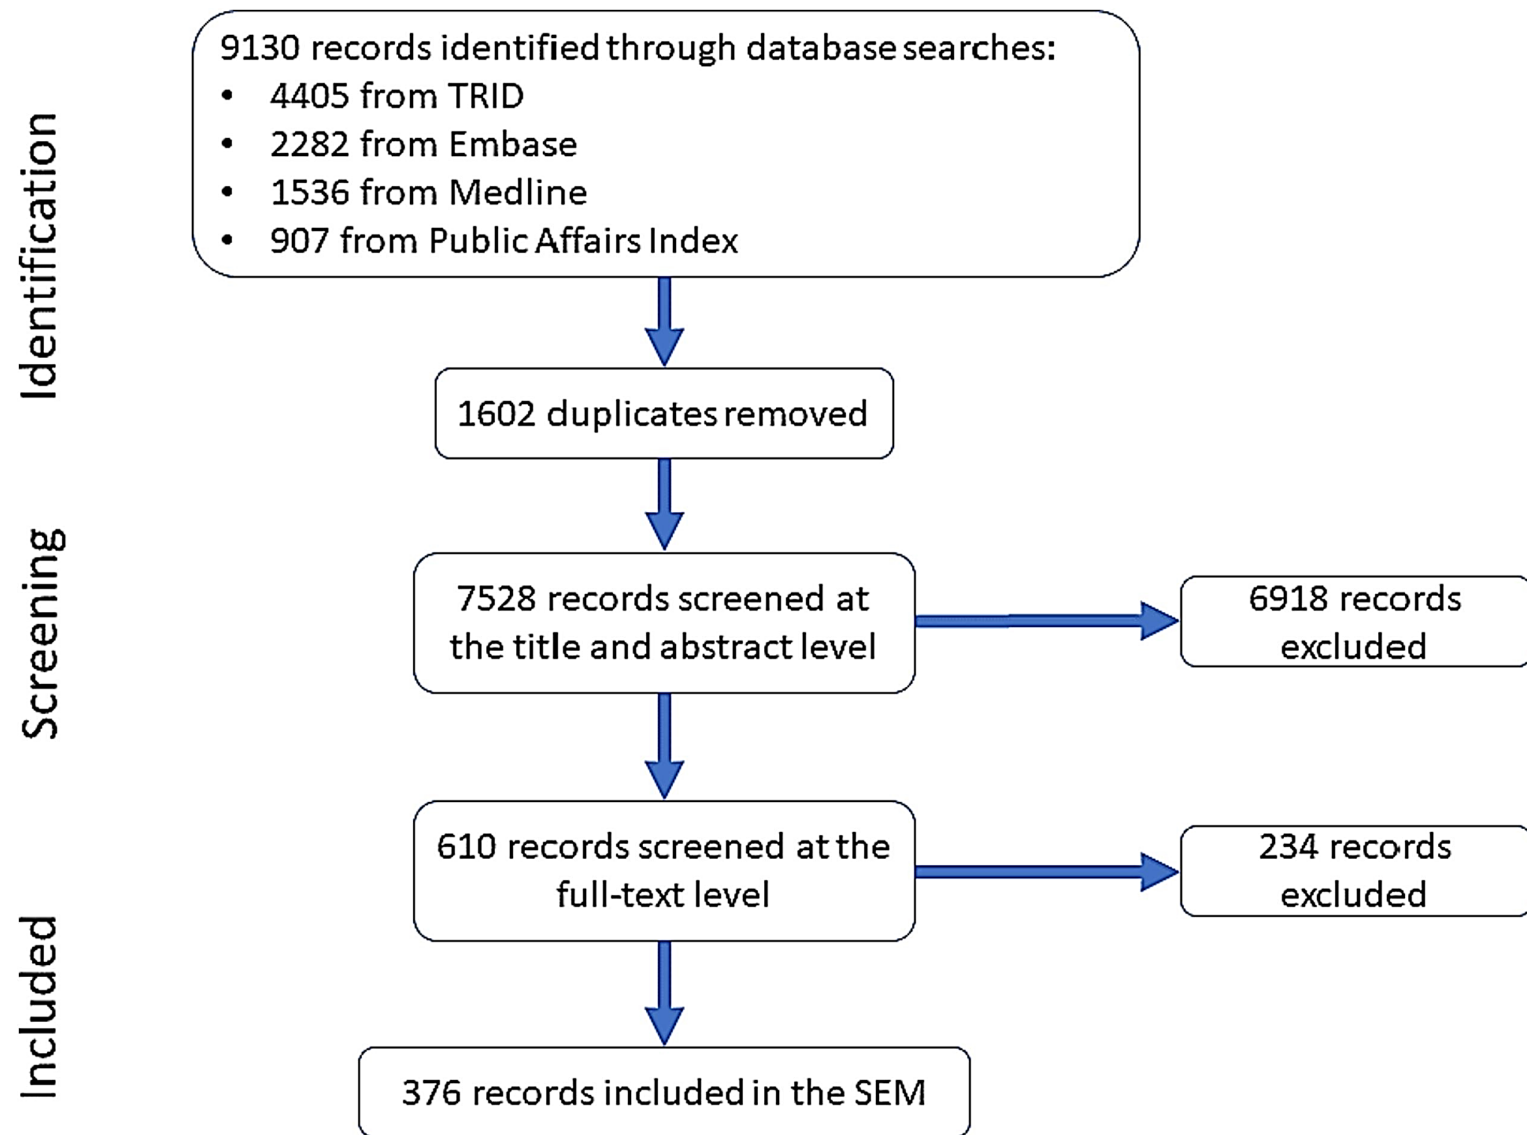 Identification
9130 records identified through database searches:
• 4405 from TRID
• 2282 from Embase
• 1536 from Medline
• 907 from Public Affairs Index
1602 duplicates removed
Screening
7528 records screened at
the title and abstract level
6918 records
excluded
610 records screened at the
full-text level
234 records
excluded
Included
376 records included in the SEM